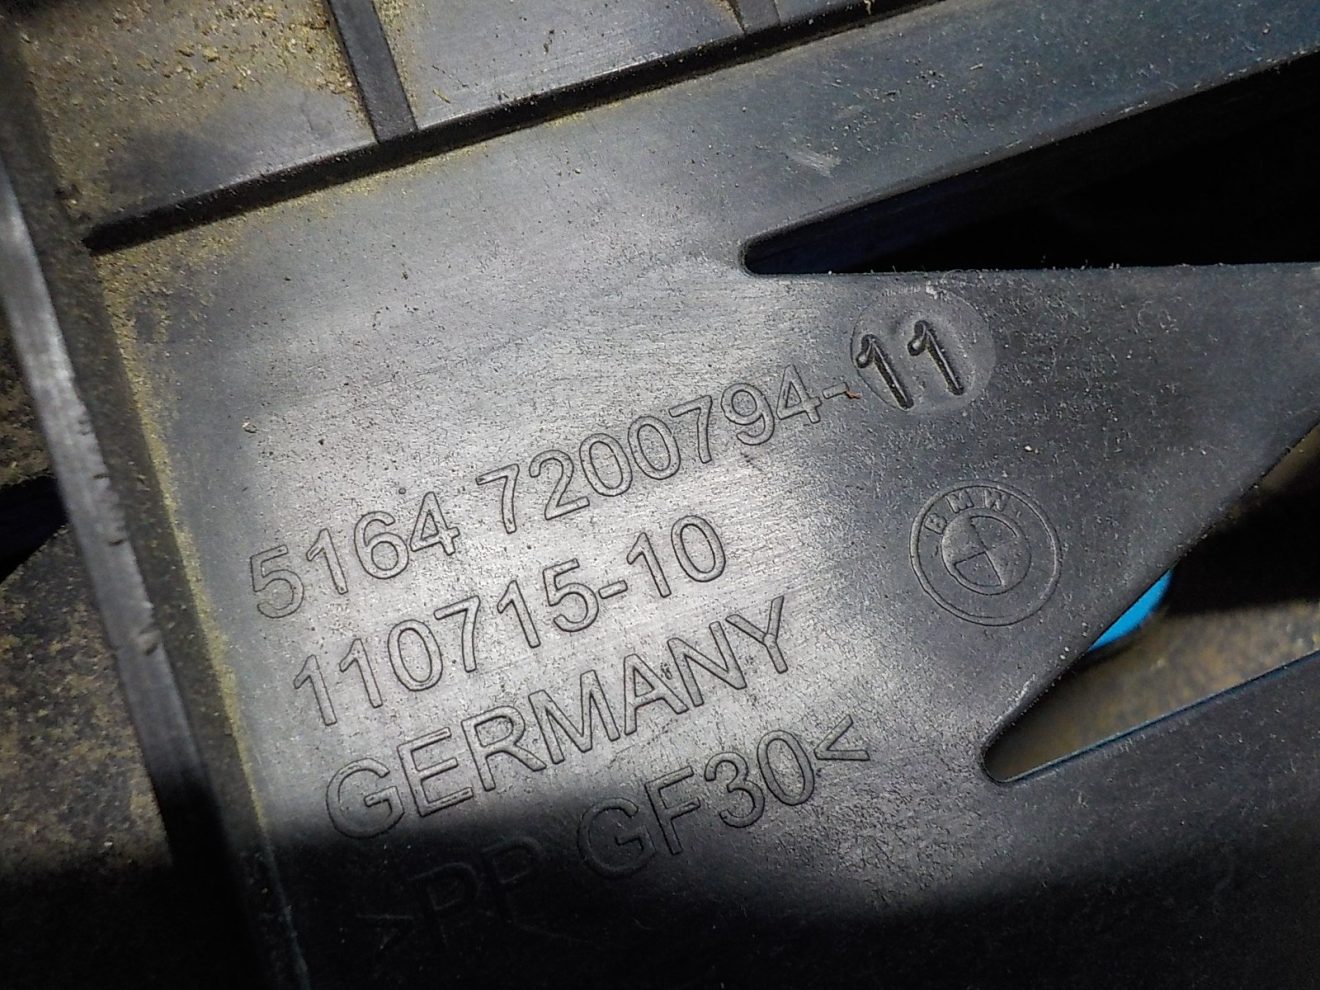 5164 7200794-11
BMW
110715-10
GERMANY
>PP GF30<